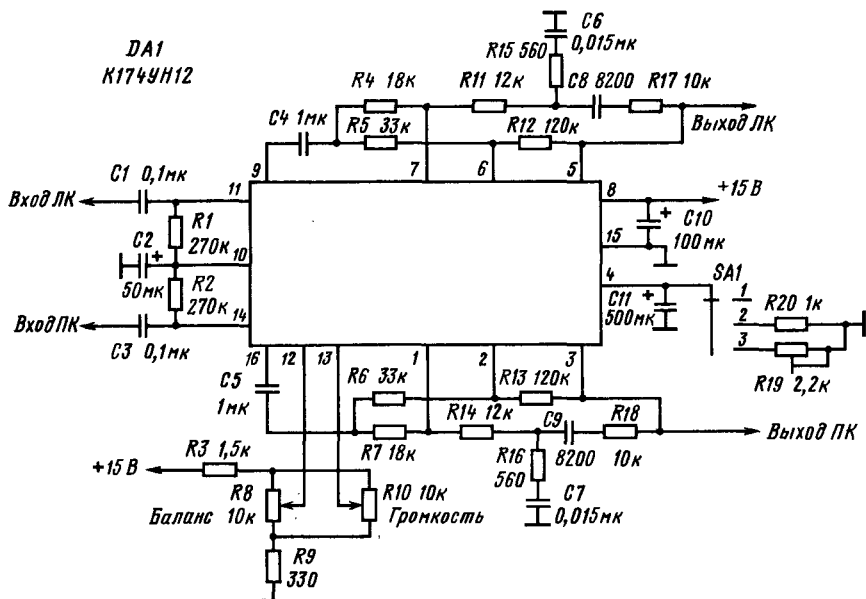 DA1
К174УН12
C6
0,015мк
R15 560
R4 18к
R11 12к
C8 8200
R17 10к
C4 1мк
R5 33к
R12 120к
Выход ЛК
9
7
6
5
C1 0,1мк
11
8
+15 В
Вход ЛК
R1
270к
C10
100мк
+
C2
+
10
15
50мк
R2
270к
4
SA1
C11
+
500мк
1
2
3
R20 1к
R19 2,2к
Вход ПК
14
C3 0,1мк
16
12
13
1
2
3
C5
1мк
R6 33к
R13 120к
R14 12к
C9
R18
R7 18к
8200
10к
Выход ПК
R16
560
+15 В
R3 1,5к
R8
10к
Баланс
R10 10к
Громкость
C7
0,015мк
R9
330